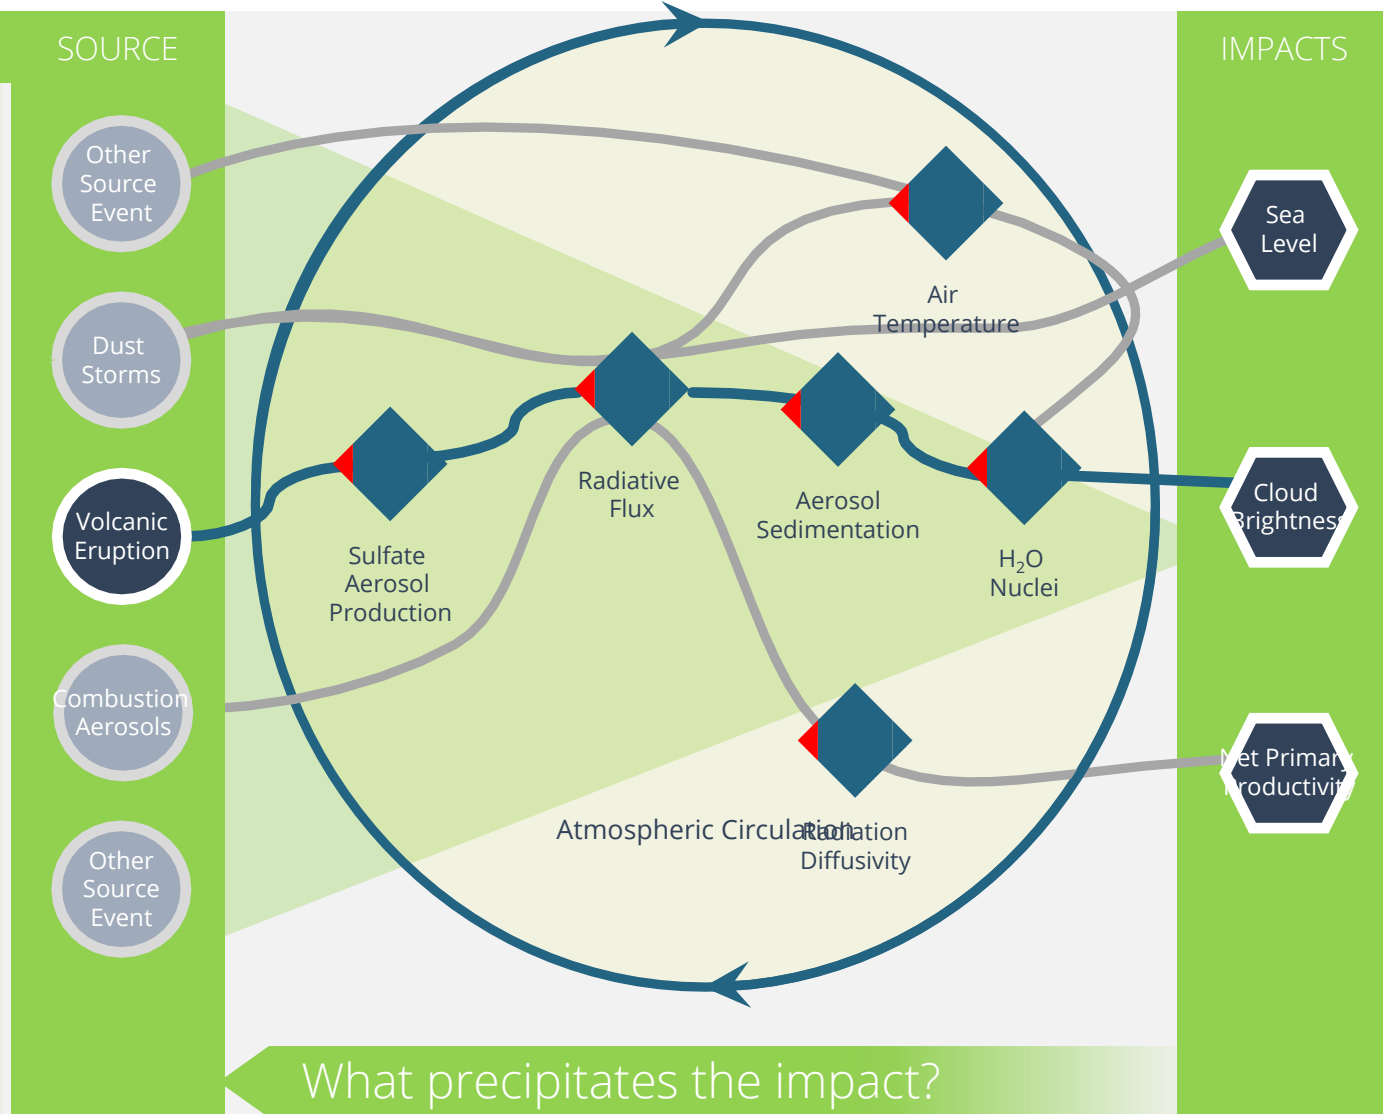 SOURCE
IMPACTS
Other
Source
Event
Dust
Storms
Volcanic
Eruption
Combustion
Aerosols
Other
Source
Event
Air
Temperature
Radiative
Flux
Aerosol
Sedimentation
H₂O
Nuclei
Sulfate
Aerosol
Production
Atmospheric Circulation
Radiation
Diffusivity
Sea
Level
Cloud
Brightness
Net Primary
Productivity
What precipitates the impact?